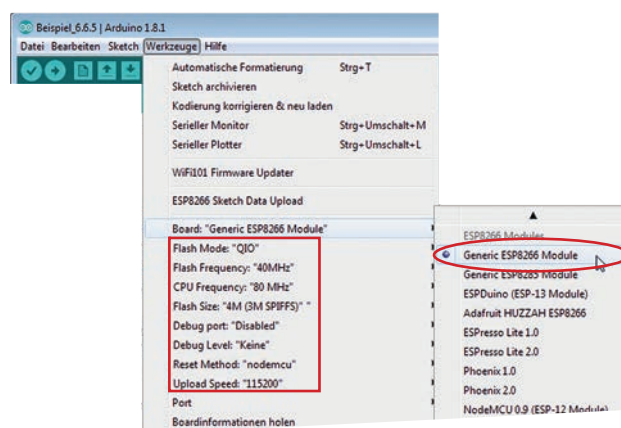 Beispiel_6.6.5 | Arduino 1.8.1
Datei Bearbeiten Sketch Werkzeuge Hilfe
Automatische Formatierung Strg+T
Sketch archivieren
Kodierung korrigieren & neu laden
Serieller Monitor Strg+Umschalt+M
Serieller Plotter Strg+Umschalt+L
WiFi101 Firmware Updater
ESP8266 Sketch Data Upload
Board: "Generic ESP8266 Module"
Flash Mode: "QIO"
Flash Frequency: "40MHz"
CPU Frequency: "80 MHz"
Flash Size: "4M (3M SPIFFS)" "
Debug port: "Disabled"
Debug Level: "Keine"
Reset Method: "nodemcu"
Upload Speed: "115200"
Port
Boardinformationen holen
ESP8266 Modules
Generic ESP8266 Module
Generic ESP8285 Module
ESPDuino (ESP-13 Module)
Adafruit HUZZAH ESP8266
ESPresso Lite 1.0
ESPresso Lite 2.0
Phoenix 1.0
Phoenix 2.0
NodeMCU 0.9 (ESP-12 Module)